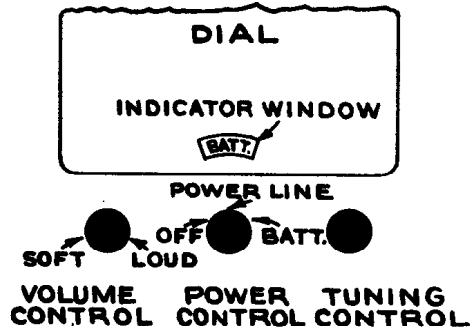 DIAL
INDICATOR WINDOW
BATT.
POWER LINE
OFF BATT.
SOFT LOUD
VOLUME POWER TUNING
CONTROL CONTROL CONTROL